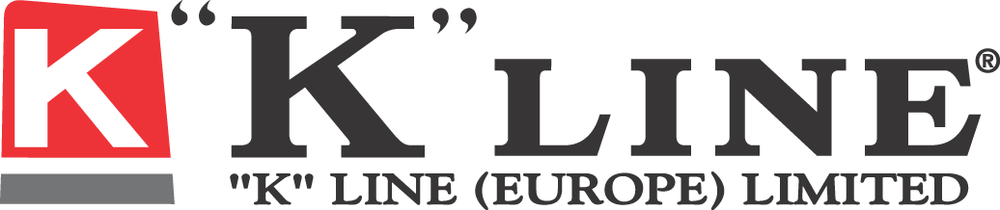 K
“K” LINE®
"K" LINE (EUROPE) LIMITED